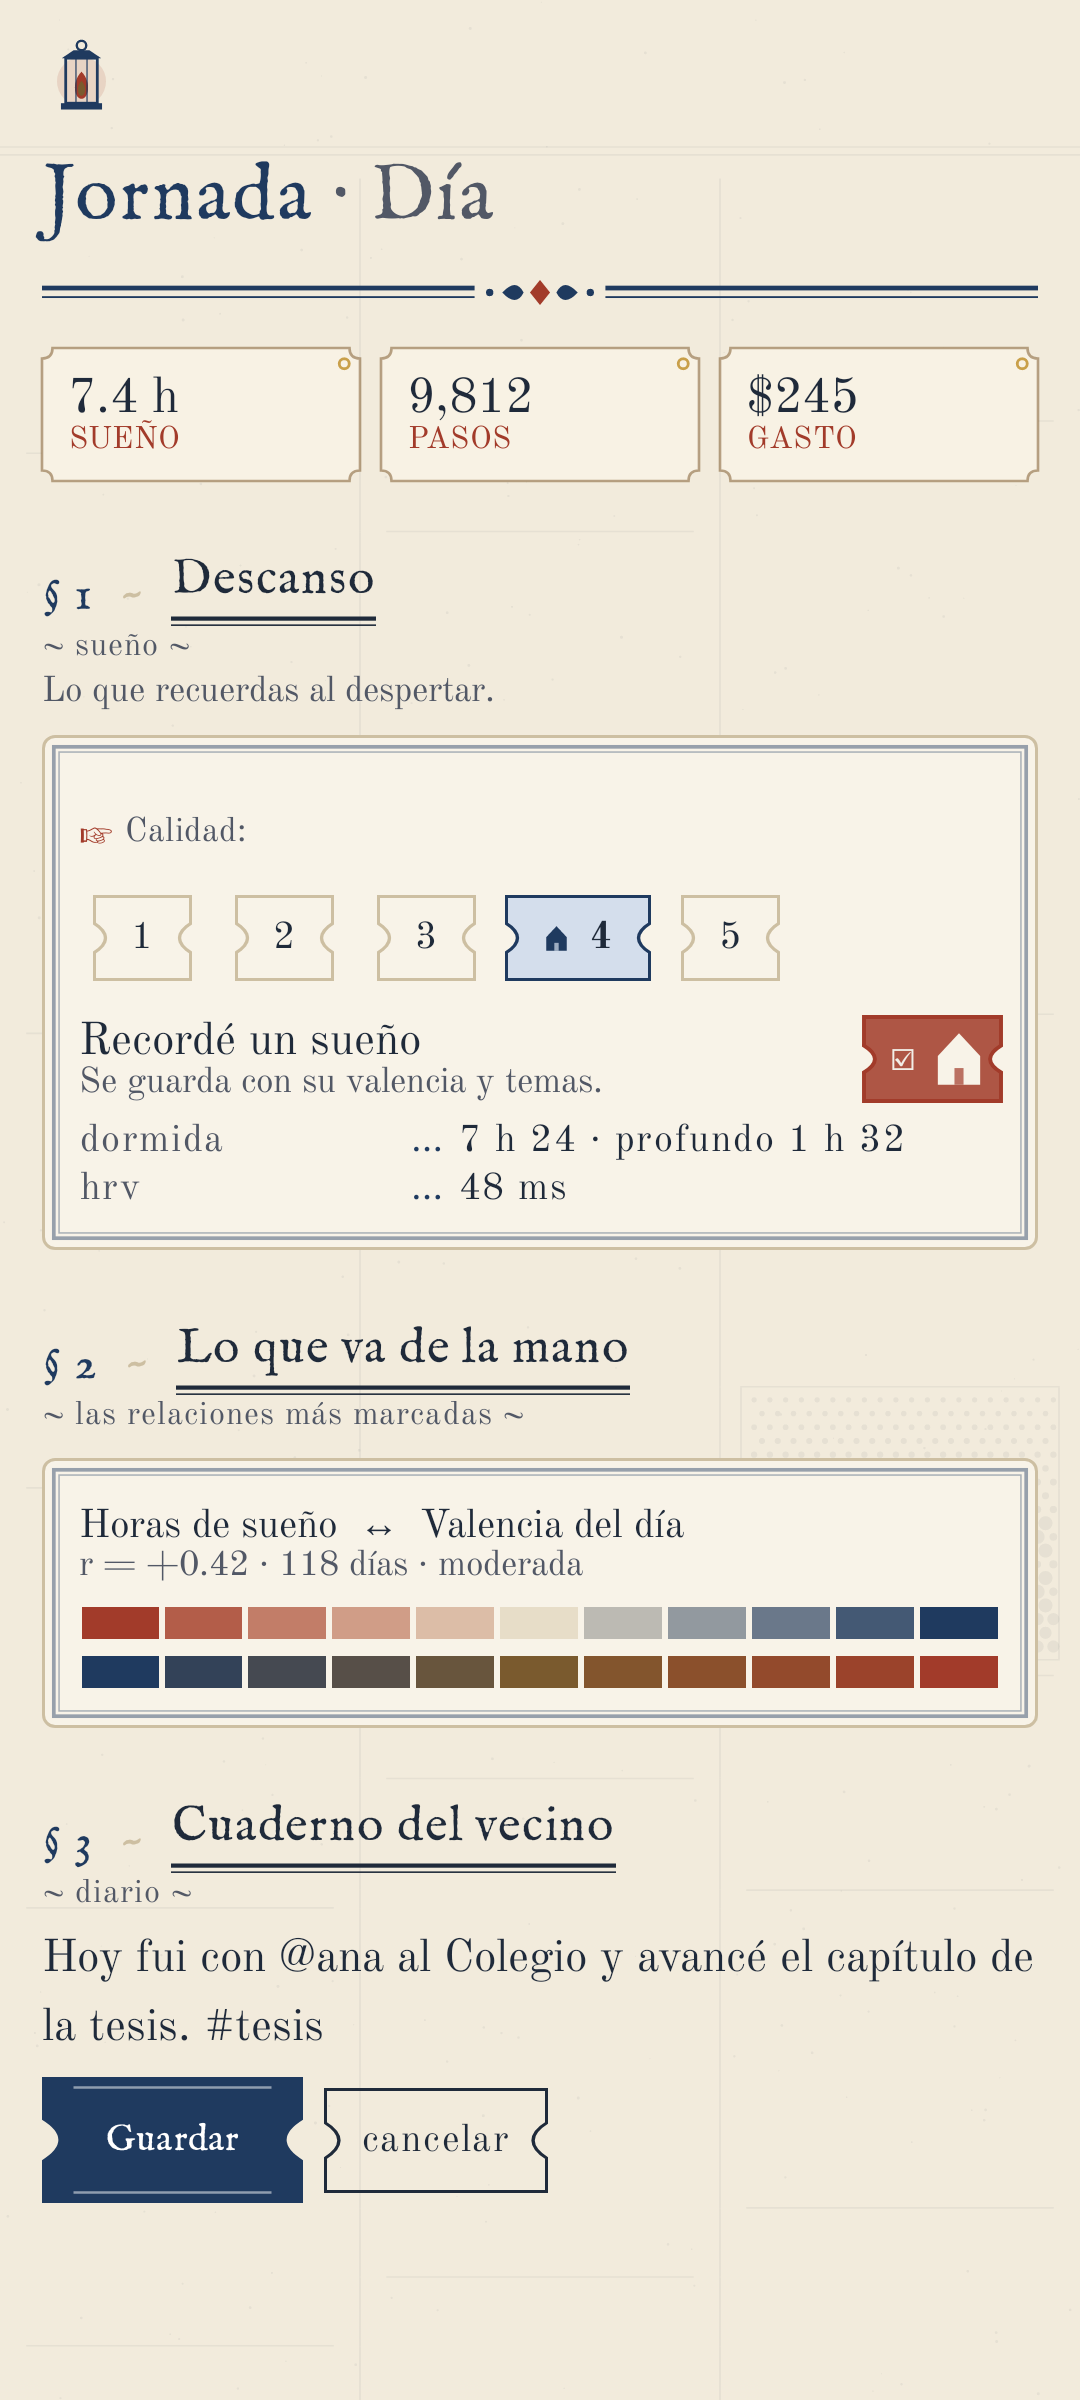 Jornada · Día
7.4 h
SUEÑO
9,812
PASOS
$245
GASTO
§ 1 ~ Descanso
~ sueño ~
Lo que recuerdas al despertar.
☞ Calidad:
1 2 3 4 5
Recordé un sueño
Se guarda con su valencia y temas.
dormida ... 7 h 24 · profundo 1 h 32
hrv ... 48 ms
§ 2 ~ Lo que va de la mano
~ las relaciones más marcadas ~
Horas de sueño ↔ Valencia del día
r = +0.42 · 118 días · moderada
§ 3 ~ Cuaderno del vecino
~ diario ~
Hoy fui con @ana al Colegio y avancé el capítulo de
la tesis. #tesis
Guardar cancelar